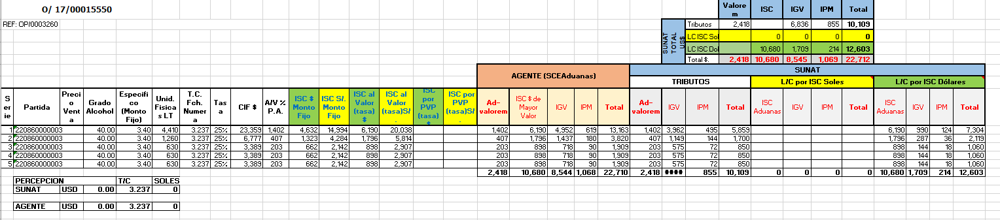 O/ 17/00015550
REF: OP/0003260
Valorem ISC IGV IPM Total
SUNAT TOTAL US$
Tributos 2,418 6,836 855 10,109
LC ISC Sol 0 0 0 0
LC ISC Dol 10,680 1,709 214 12,603
Total $. 2,418 10,680 8,545 1,069 22,712
AGENTE (SCEAduanas) SUNAT
TRIBUTOS L/C por ISC Soles L/C por ISC Dólares
Serie Partida Precio Venta Grado Alcohol Especifico (Monto Fijo) Unid. Fisicas LT T.C. Fch. Numera Tasa CIF $ A/V % P.A. ISC $ Monto Fijo ISC S/. Monto Fijo ISC al Valor (tasa) $ ISC al Valor (tasa)S/. ISC por PVP (tasa) $ ISC por PVP (tasa)S/. Ad-valorem ISC $ de Mayor Valor IGV IPM Total Ad-valorem IGV IPM Total ISC Aduanas IGV IPM Total ISC Aduanas IGV IPM Total
1 220860000003 40.00 3.40 4,410 3.237 25% 23,359 1,402 4,632 14,994 6,190 20,038 1,402 6,190 4,952 619 13,163 1,402 3,962 495 5,859 6,190 990 124 7,304
2 220860000003 40.00 3.40 1,260 3.237 25% 6,777 407 1,323 4,284 1,796 5,814 407 1,796 1,437 180 3,820 407 1,149 144 1,700 1,796 287 36 2,119
3 220860000003 40.00 3.40 630 3.237 25% 3,389 203 662 2,142 898 2,907 203 898 718 90 1,909 203 575 72 850 898 144 18 1,060
4 220860000003 40.00 3.40 630 3.237 25% 3,389 203 662 2,142 898 2,907 203 898 718 90 1,909 203 575 72 850 898 144 18 1,060
5 220860000003 40.00 3.40 630 3.237 25% 3,389 203 662 2,142 898 2,907 203 898 718 90 1,909 203 575 72 850 898 144 18 1,060
2,418 10,680 8,544 1,068 22,710 2,418 #### 855 10,109 0 0 0 0 10,680 1,709 214 12,603
PERCEPCION T/C SOLES
SUNAT USD 0.00 3.237 0
AGENTE USD 0.00 3.237 0